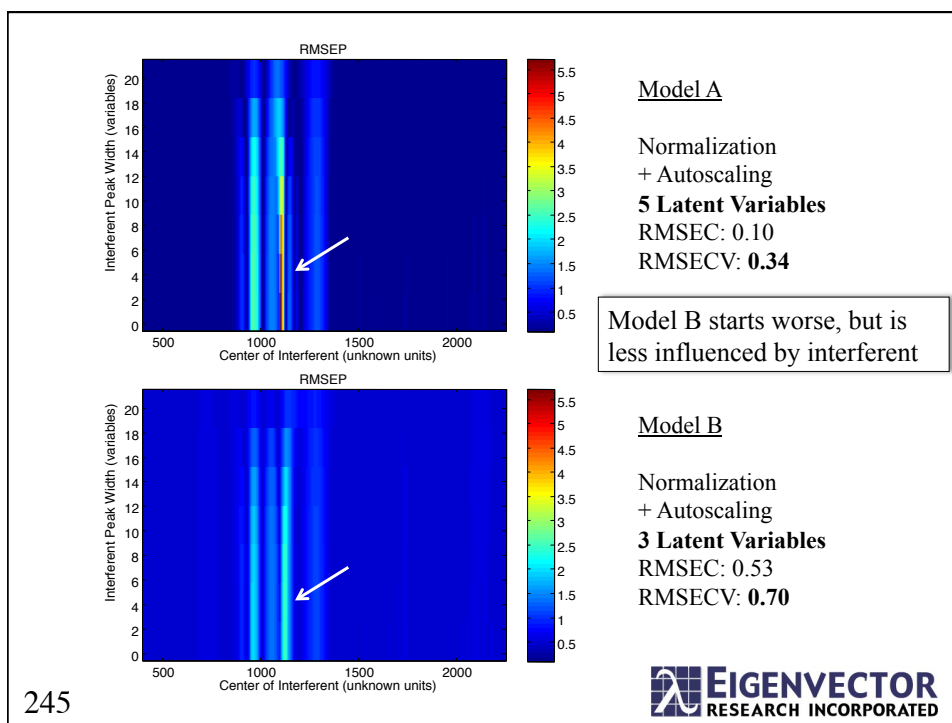 RMSEP
Interferent Peak Width (variables)
20
18
16
14
12
10
8
6
4
2
0
500
1000
1500
2000
Center of Interferent (unknown units)
5.5
5
4.5
4
3.5
3
2.5
2
1.5
1
0.5
Model A
Normalization
+ Autoscaling
5 Latent Variables
RMSEC: 0.10
RMSECV: 0.34
Model B starts worse, but is
less influenced by interferent
RMSEP
Interferent Peak Width (variables)
20
18
16
14
12
10
8
6
4
2
0
500
1000
1500
2000
Center of Interferent (unknown units)
5.5
5
4.5
4
3.5
3
2.5
2
1.5
1
0.5
Model B
Normalization
+ Autoscaling
3 Latent Variables
RMSEC: 0.53
RMSECV: 0.70
245
λ
EIGENVECTOR
RESEARCH INCORPORATED